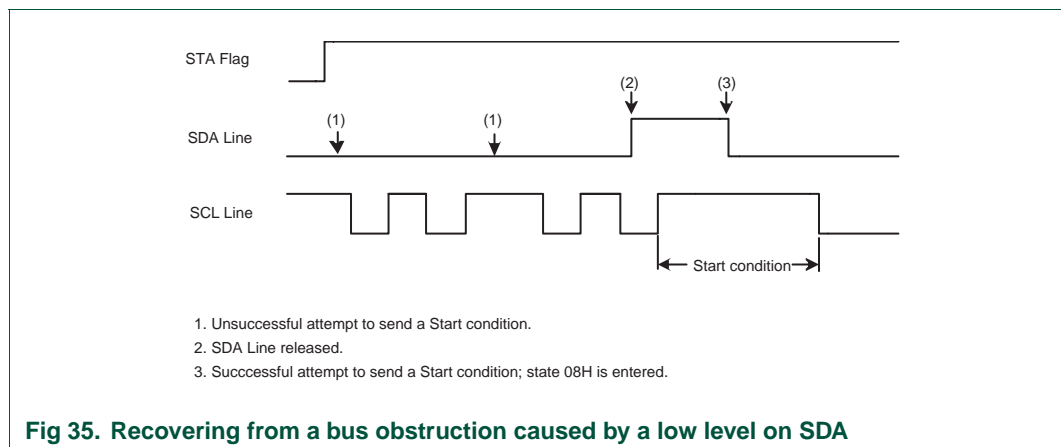 STA Flag
(2) (3)
(1) (1)
SDA Line
SCL Line
Start condition
1. Unsuccessful attempt to send a Start condition.
2. SDA Line released.
3. Succcessful attempt to send a Start condition; state 08H is entered.
Fig 35. Recovering from a bus obstruction caused by a low level on SDA